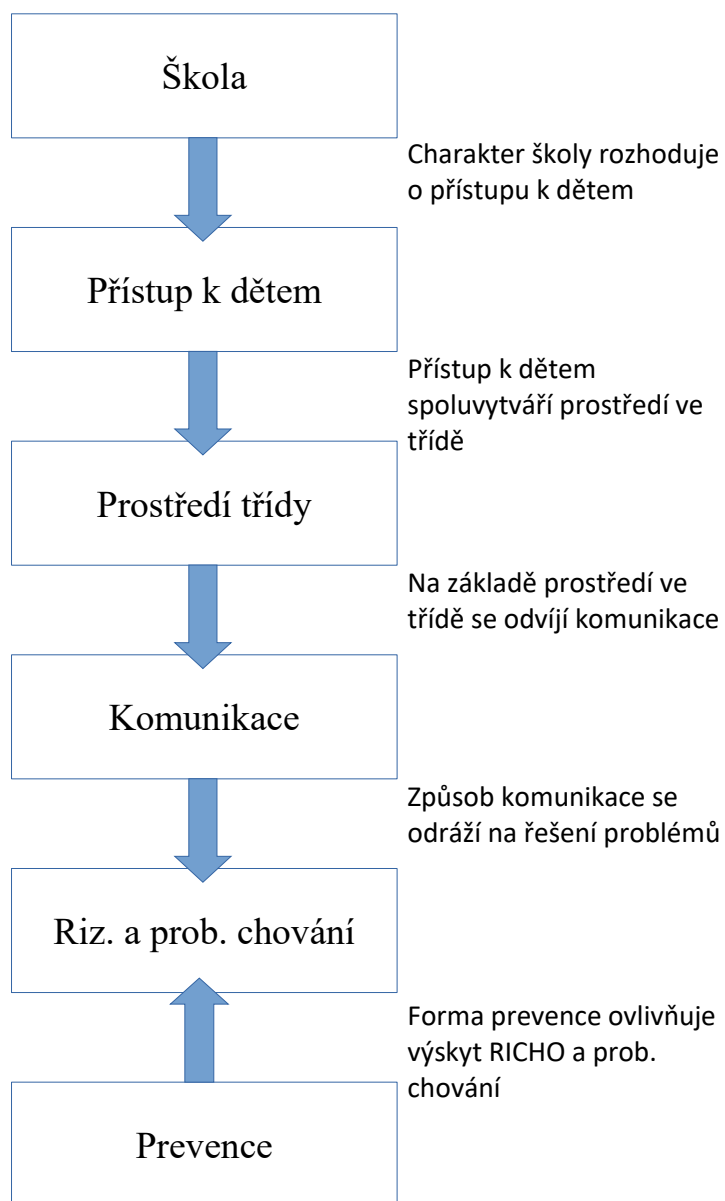 Škola
Charakter školy rozhoduje
o přístupu k dětem
Přístup k dětem
Přístup k dětem
spoluvytváří prostředí ve
třídě
Prostředí třídy
Na základě prostředí ve
třídě se odvíjí komunikace
Komunikace
Způsob komunikace se
odráží na řešení problémů
Riz. a prob. chování
Forma prevence ovlivňuje
výskyt RICHO a prob.
chování
Prevence